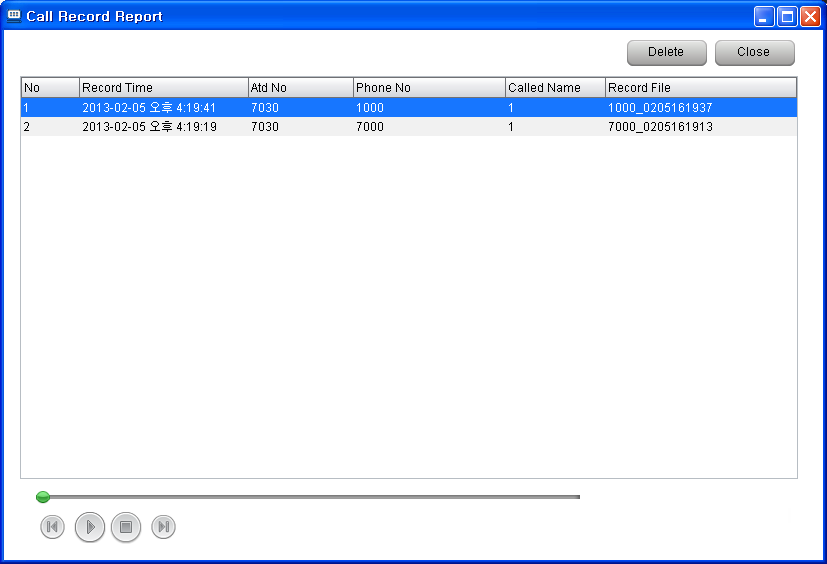 Call Record Report
Delete Close
No Record Time Atd No Phone No Called Name Record File
1 2013-02-05 오후 4:19:41 7030 1000 1 1000_0205161937
2 2013-02-05 오후 4:19:19 7030 7000 1 7000_0205161913